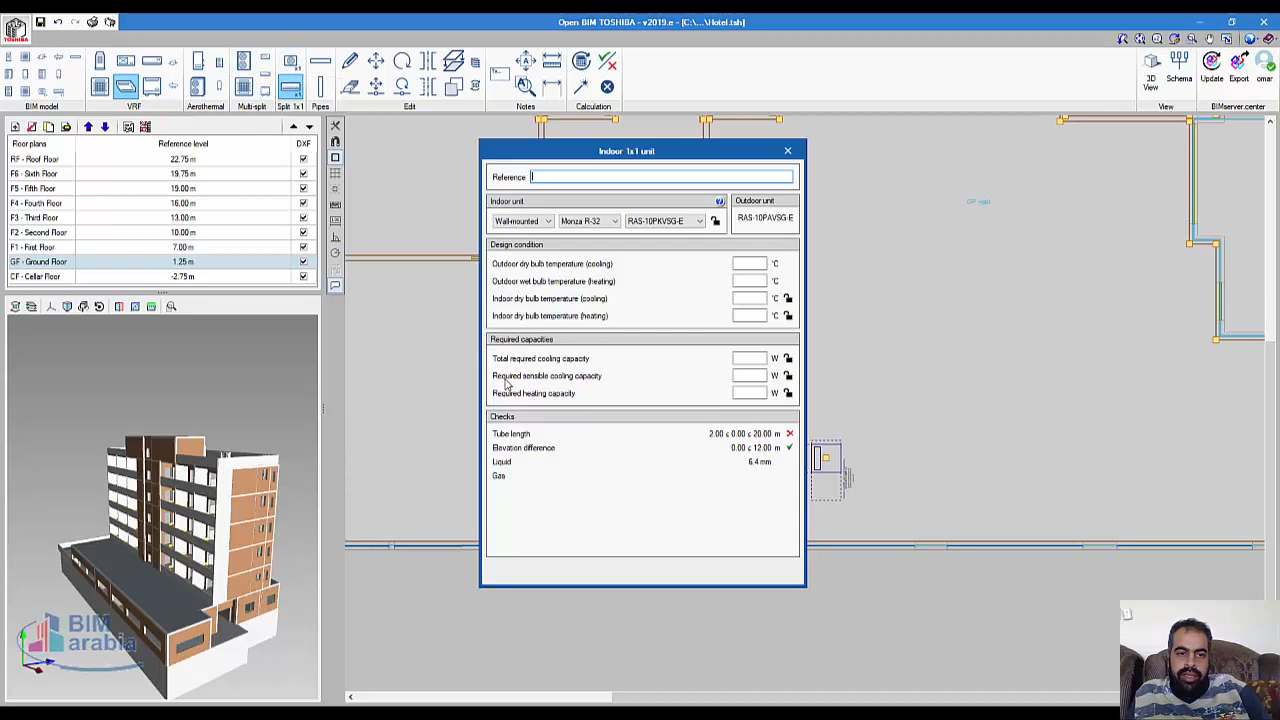 Open BIM TOSHIBA - v2019.e - [C:\...\Hotel.tsh]
TOSHIBA
BIM model
VRF
Aerothermal
Multi-split
Split 1x1
Pipes
Edit
Notes
Calculation
3D View
Schema
View
Update
Export
omar
BIMserver.center
Floor plans Reference level DXF
RF - Roof Floor 22.75 m
F6 - Sixth Floor 19.75 m
F5 - Fifth Floor 19.00 m
F4 - Fourth Floor 16.00 m
F3 - Third Floor 13.00 m
F2 - Second Floor 10.00 m
F1 - First Floor 7.00 m
GF - Ground Floor 1.25 m
CF - Cellar Floor -2.75 m
Indoor 1x1 unit
Reference
Indoor unit
Outdoor unit
Wall-mounted Monza R-32 RAS-10PKVSG-E RAS-10PAVSG-E
Design condition
Outdoor dry bulb temperature (cooling) °C
Outdoor wet bulb temperature (heating) °C
Indoor dry bulb temperature (cooling) °C
Indoor dry bulb temperature (heating) °C
Required capacities
Total required cooling capacity W
Required sensible cooling capacity W
Required heating capacity W
Checks
Tube length 2.00 ≤ 0.00 ≤ 20.00 m
Elevation difference 0.00 ≤ 12.00 m
Liquid 6.4 mm
Gas
BIM
arabia